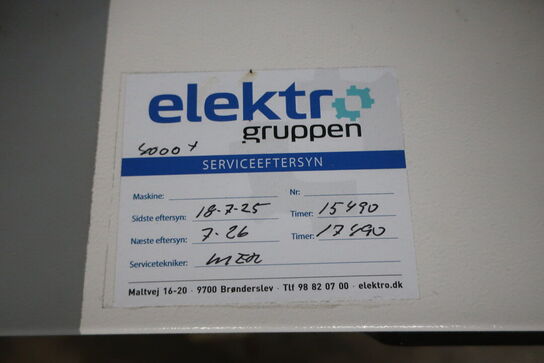 elektro
gruppen
SERVICEEFTERSYN
Maskine: Nr:
Sidste eftersyn: 18-7-25 Timer: 15490
Næste eftersyn: 7-26 Timer: 17490
Servicetekniker:
Maltvej 16-20 · 9700 Brønderslev · Tlf 98 82 07 00 · elektro.dk